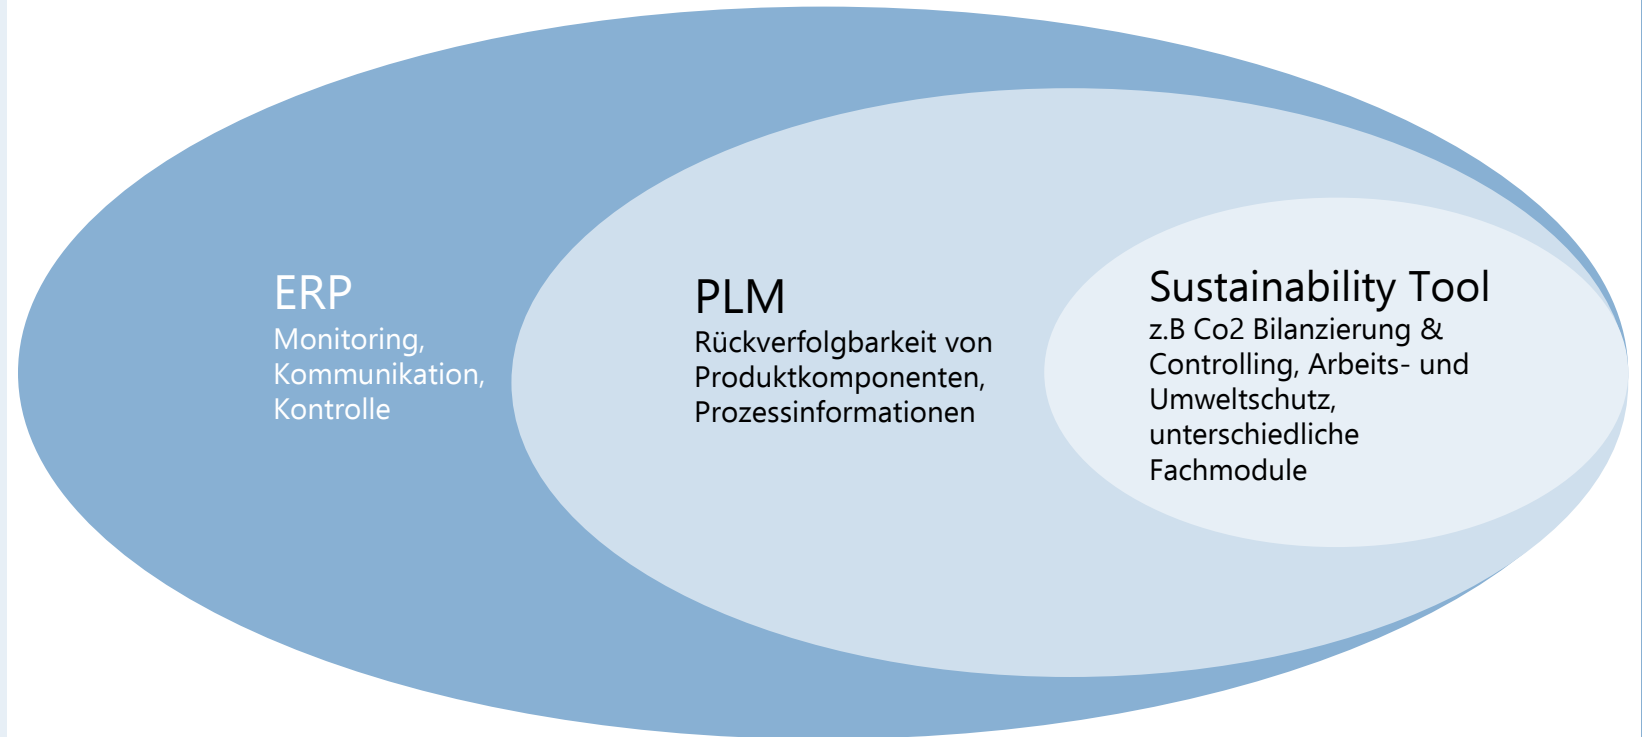 ERP
Monitoring,
Kommunikation,
Kontrolle
PLM
Rückverfolgbarkeit von
Produktkomponenten,
Prozessinformationen
Sustainability Tool
z.B Co2 Bilanzierung &
Controlling, Arbeits- und
Umweltschutz,
unterschiedliche
Fachmodule